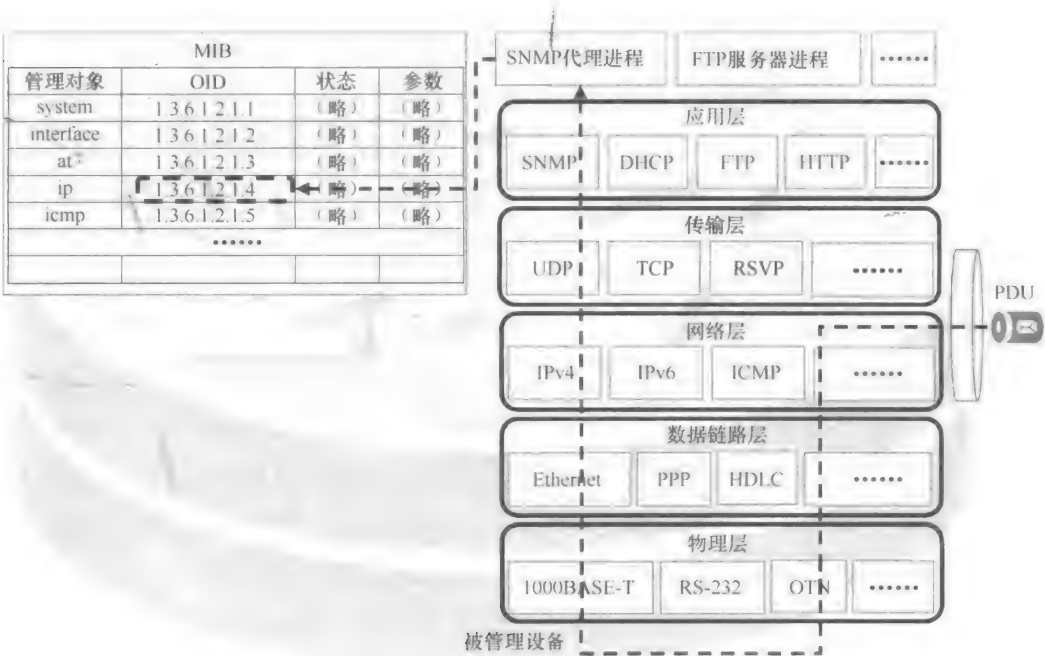 MIB
管理对象 OID 状态 参数
system 1.3.6.1.2.1.1 （略） （略）
interface 1.3.6.1.2.1.2 （略） （略）
at 1.3.6.1.2.1.3 （略） （略）
ip 1.3.6.1.2.1.4 （略） （略）
icmp 1.3.6.1.2.1.5 （略） （略）
……
SNMP代理进程 FTP服务器进程 ……
应用层
SNMP DHCP FTP HTTP ……
传输层
UDP TCP RSVP ……
PDU
网络层
IPv4 IPv6 ICMP ……
数据链路层
Ethernet PPP HDLC ……
物理层
1000BASE-T RS-232 OTN ……
被管理设备